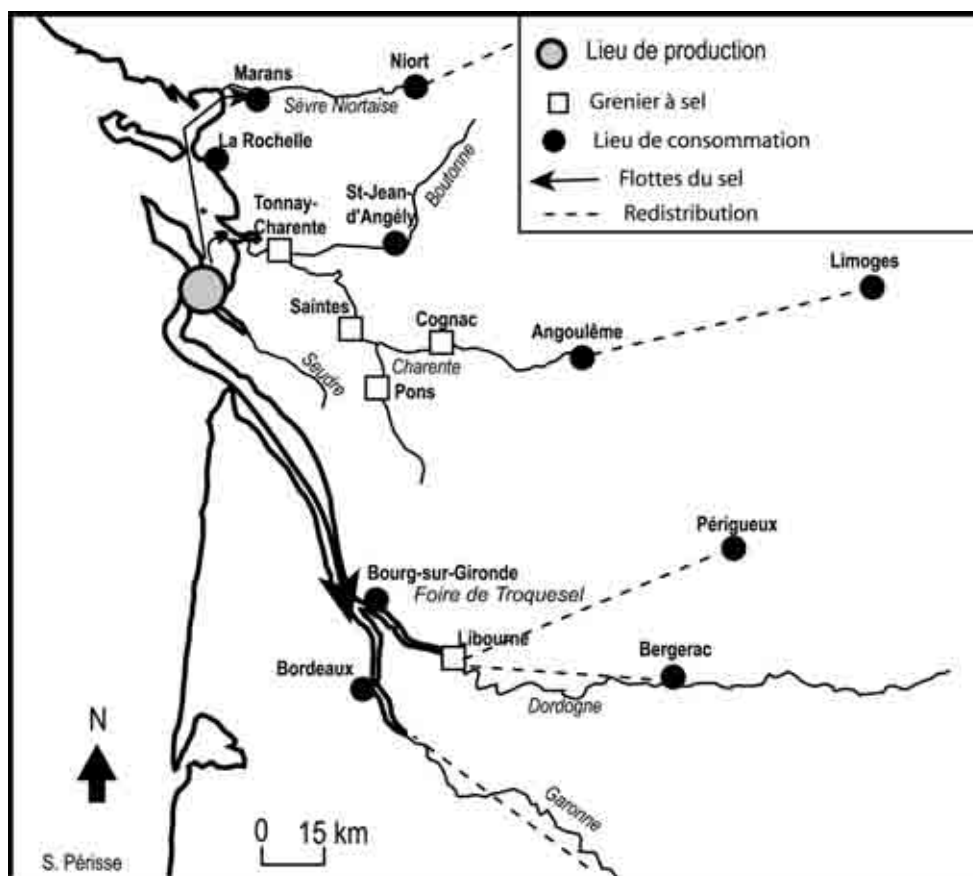 Lieu de production
Grenier à sel
Lieu de consommation
Flottes du sel
Redistribution
Marans
Niort
Sèvre Niortaise
La Rochelle
Boutonne
Tonnay-
Charente
St-Jean-
d'Angély
Limoges
Saintes
Cognac
Angoulême
Charente
Seudre
Pons
Périgueux
Bourg-sur-Gironde
Foire de Troquesel
Libourne
Bergerac
Bordeaux
Dordogne
Garonne
N
0 15 km
S. Périsse